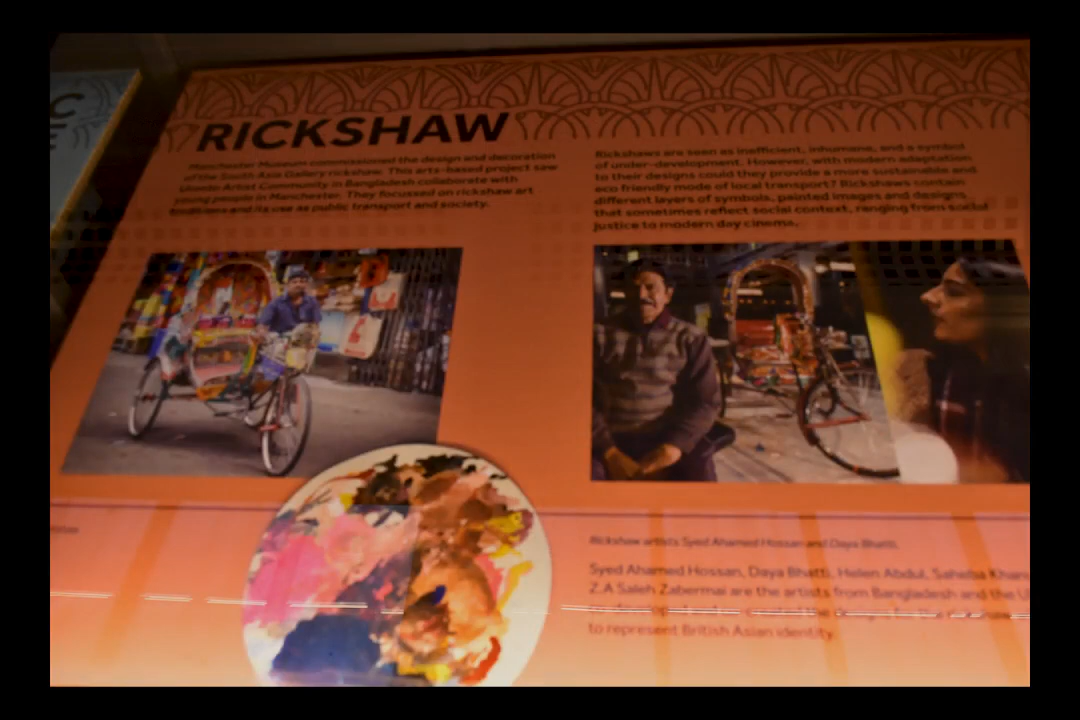 RICKSHAW
Manchester Museum commissioned the design and decoration
of the South Asia Gallery rickshaw. This arts-based project saw
Uronto Artist Community in Bangladesh collaborate with
young people in Manchester. They focussed on rickshaw art
traditions and its use as public transport and society.
Rickshaws are seen as inefficient, inhumane, and a symbol
of under-development. However, with modern adaptation
to their designs could they provide a more sustainable and
eco friendly mode of local transport? Rickshaws contain
different layers of symbols, painted images and designs
that sometimes reflect social context, ranging from social
justice to modern day cinema.
Rickshaw artists Syed Ahamed Hossan and Daya Bhatti.
Syed Ahamed Hossan, Daya Bhatti, Helen Abdul, Saheba Khan
Z.A Saleh Zabermai are the artists from Bangladesh and the U
to represent British Asian identity.